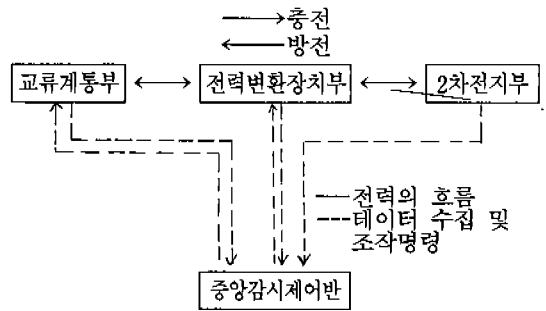 충전
방전
교류계통부
전력변환장치부
2차전지부
전력의 흐름
테이터 수집 및
조작명령
중앙감시제어반